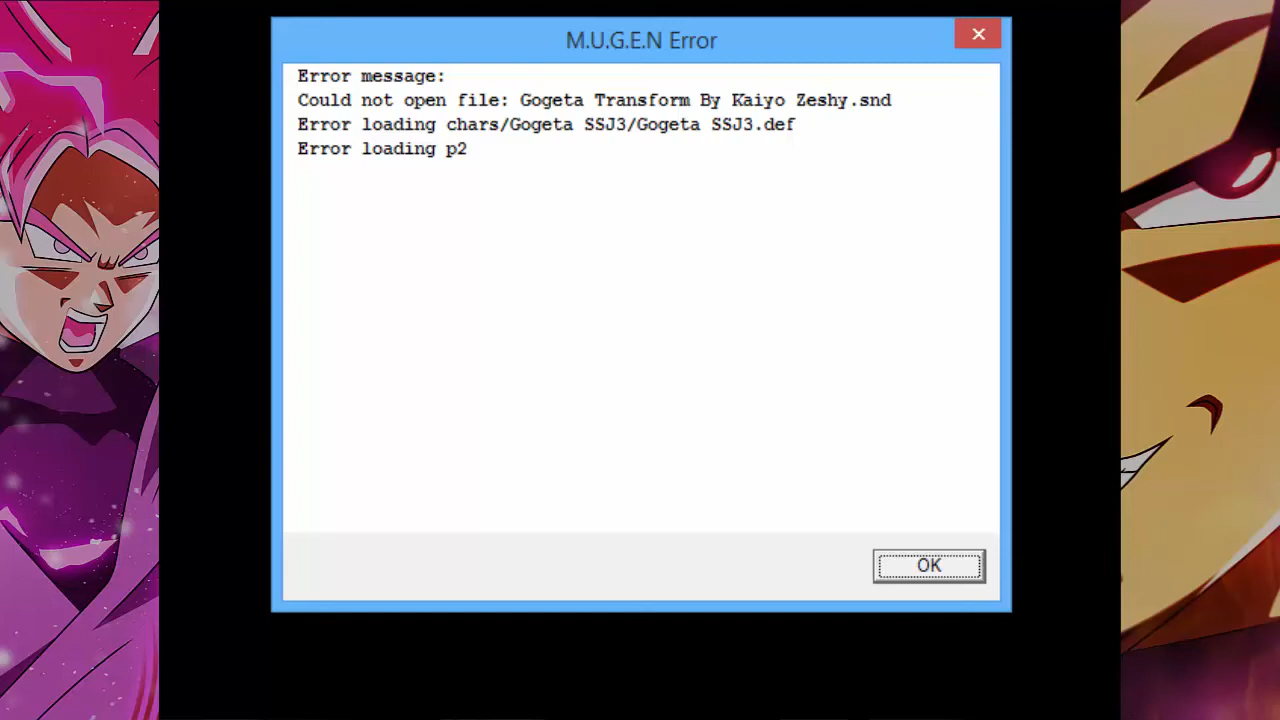 M.U.G.E.N Error
Error message:
Could not open file: Gogeta Transform By Kaiyo Zeshy.snd
Error loading chars/Gogeta SSJ3/Gogeta SSJ3.def
Error loading p2
OK